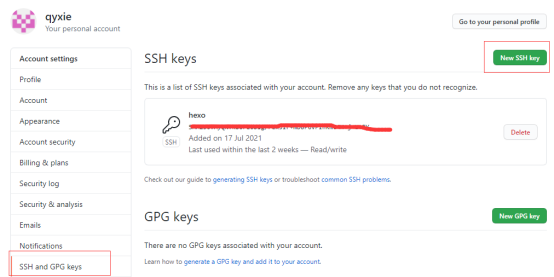 qyxie
Your personal account
Go to your personal profile
Account settings
Profile
Account
Appearance
Account security
Billing & plans
Security log
Security & analysis
Emails
Notifications
SSH and GPG keys
SSH keys
New SSH key
This is a list of SSH keys associated with your account. Remove any keys that you do not recognize.
hexo
SSH
Added on 17 Jul 2021
Last used within the last 2 weeks — Read/write
Delete
Check out our guide to generating SSH keys or troubleshoot common SSH problems.
GPG keys
New GPG key
There are no GPG keys associated with your account.
Learn how to generate a GPG key and add it to your account.